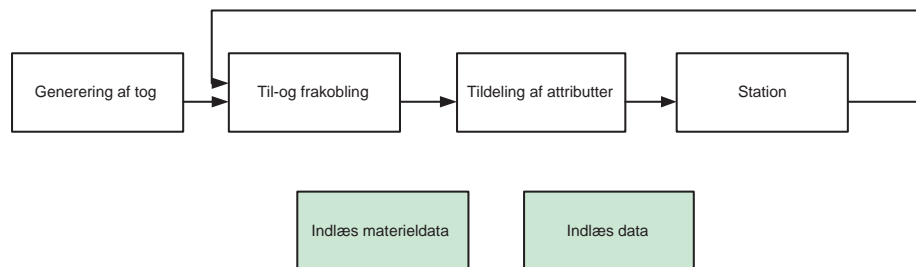 Generering af tog
Til-og frakobling
Tildeling af attributter
Station
Indlæs materieldata
Indlæs data